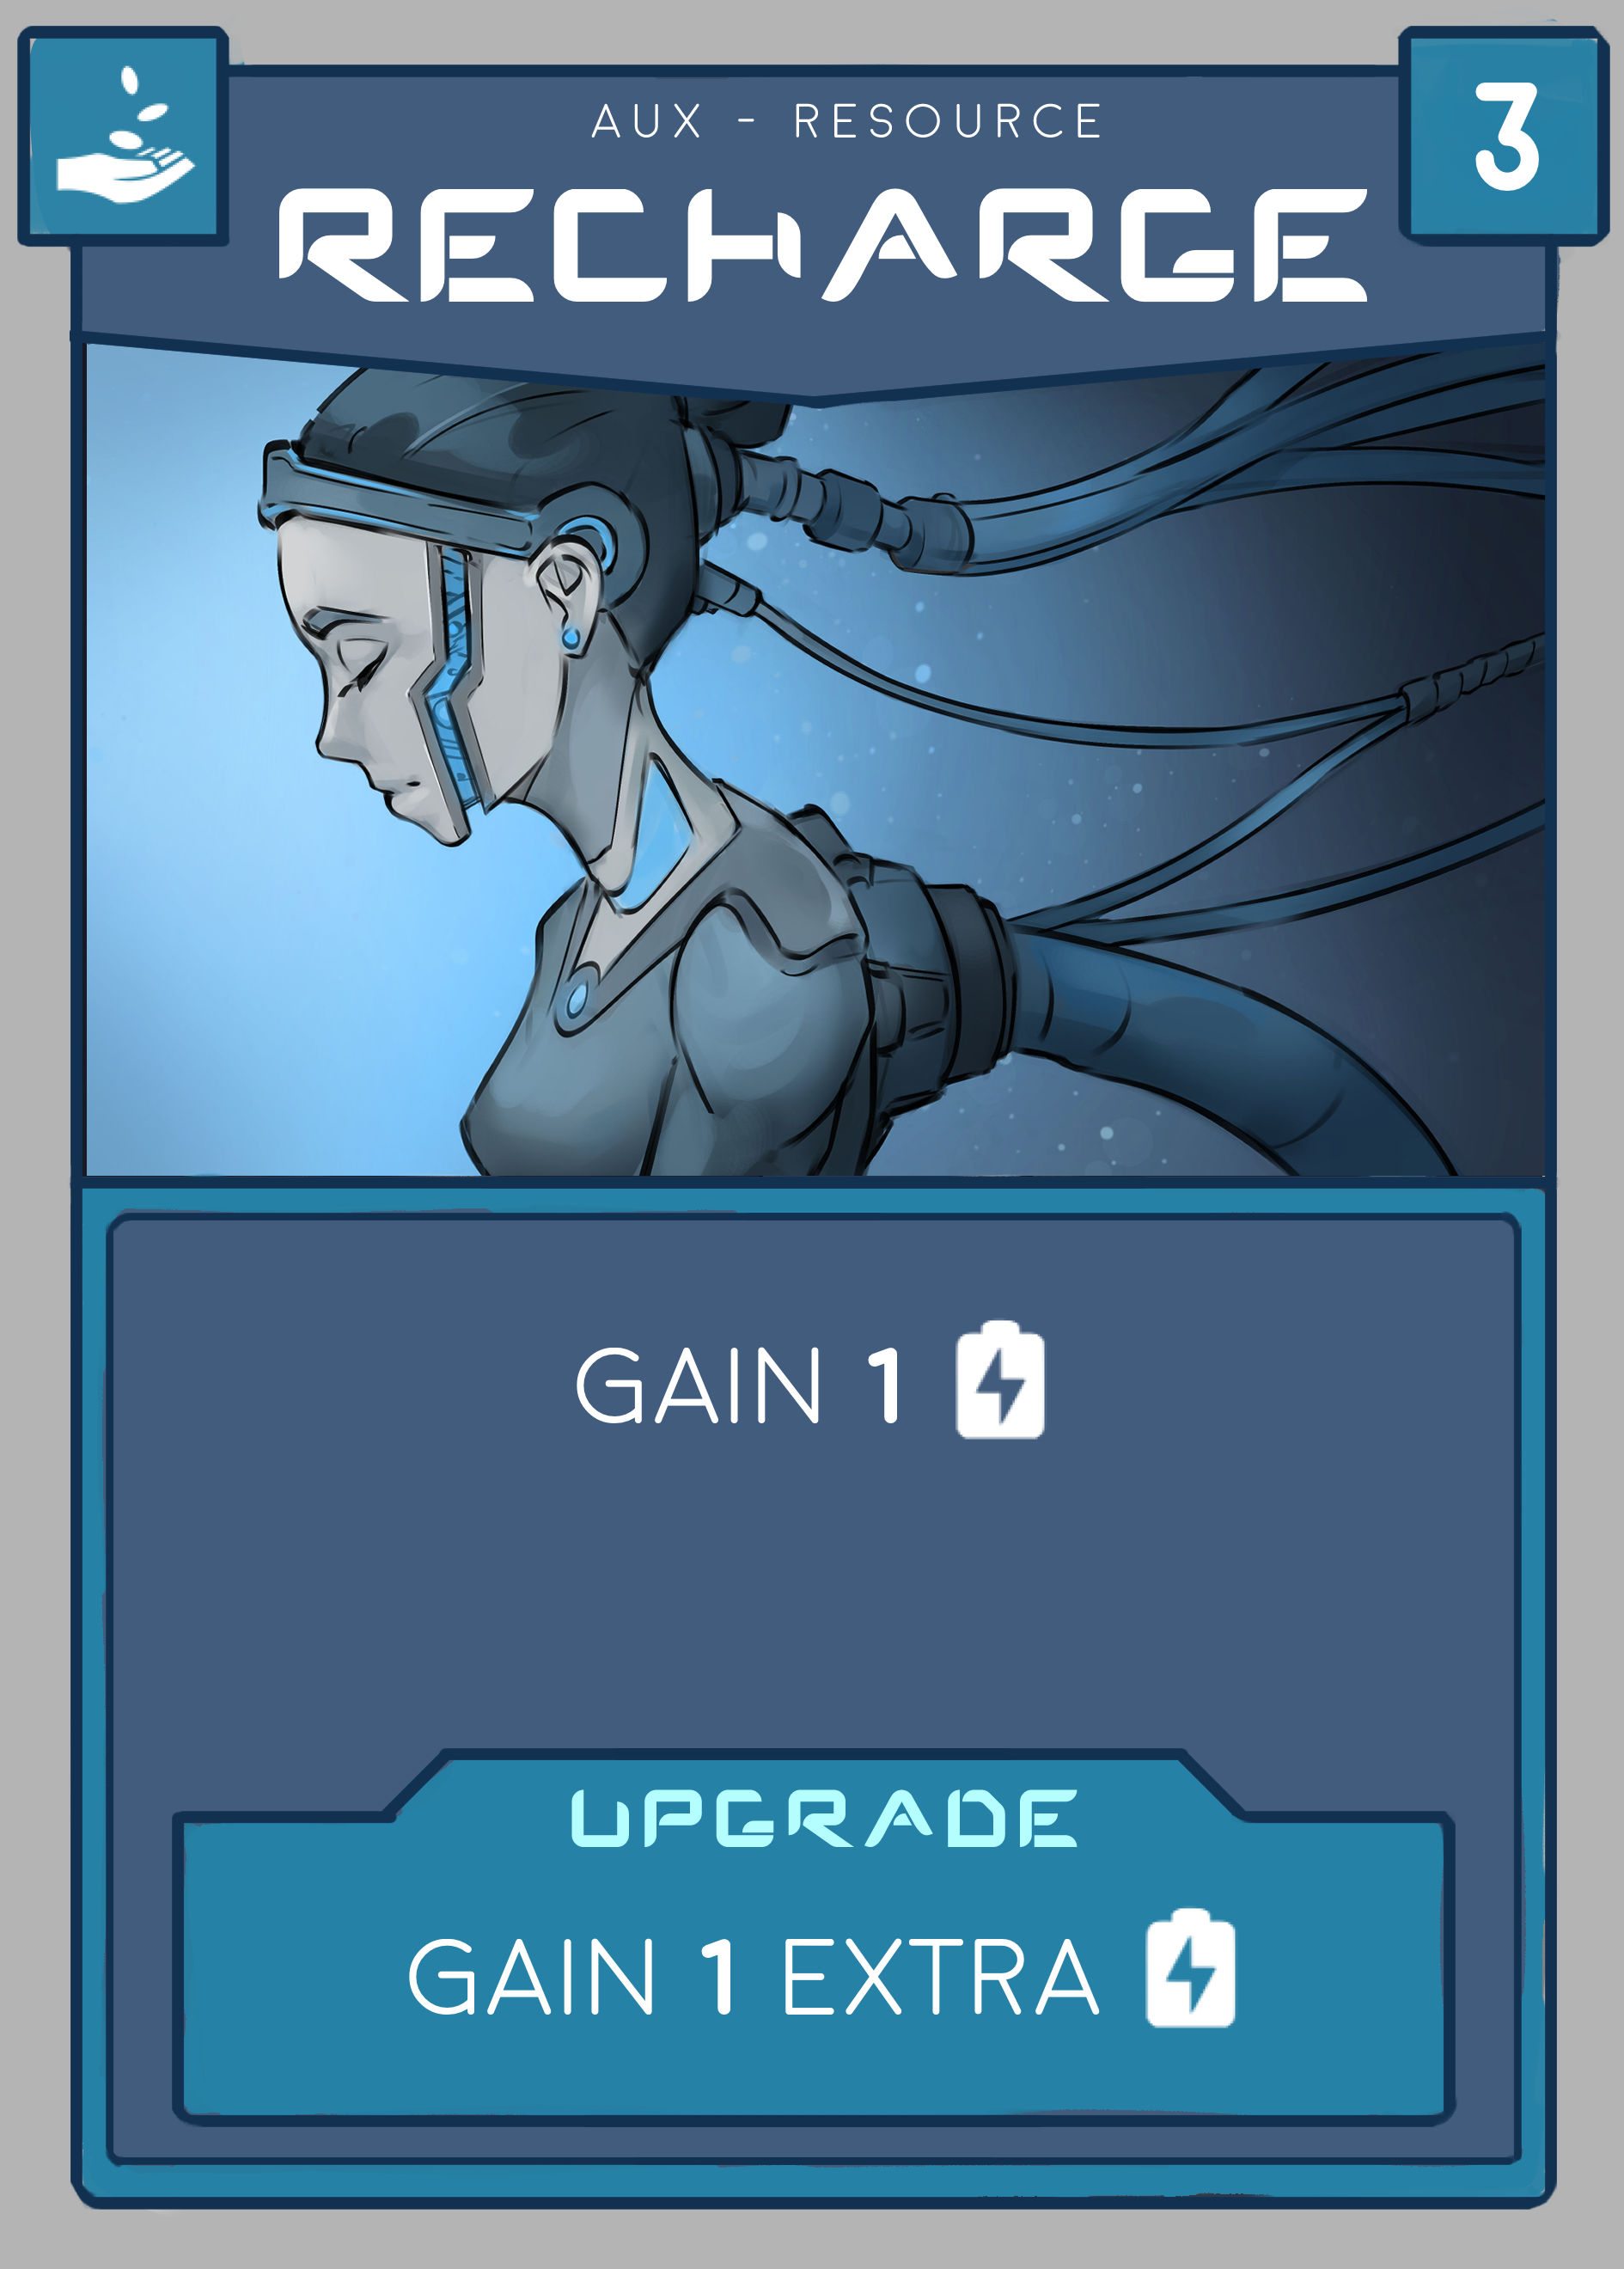 AUX - RESOURCE
3
RECHARGE
GAIN 1
UPGRADE
GAIN 1 EXTRA